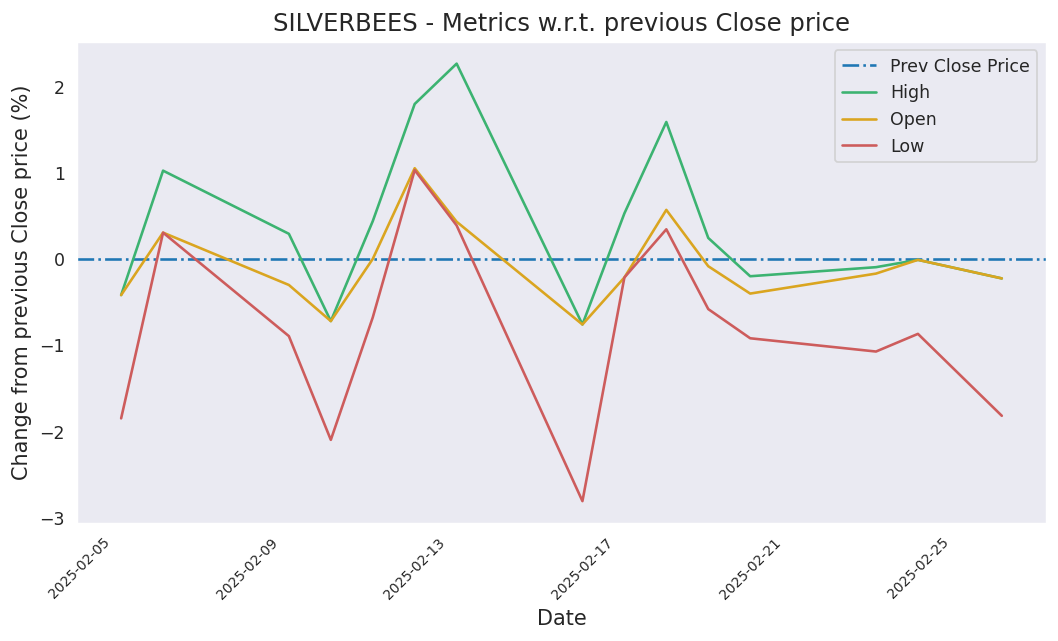 SILVERBEES - Metrics w.r.t. previous Close price
Prev Close Price
High
Open
Low
Change from previous Close price (%)
2
1
0
−1
−2
−3
2025-02-05
2025-02-09
2025-02-13
2025-02-17
2025-02-21
2025-02-25
Date